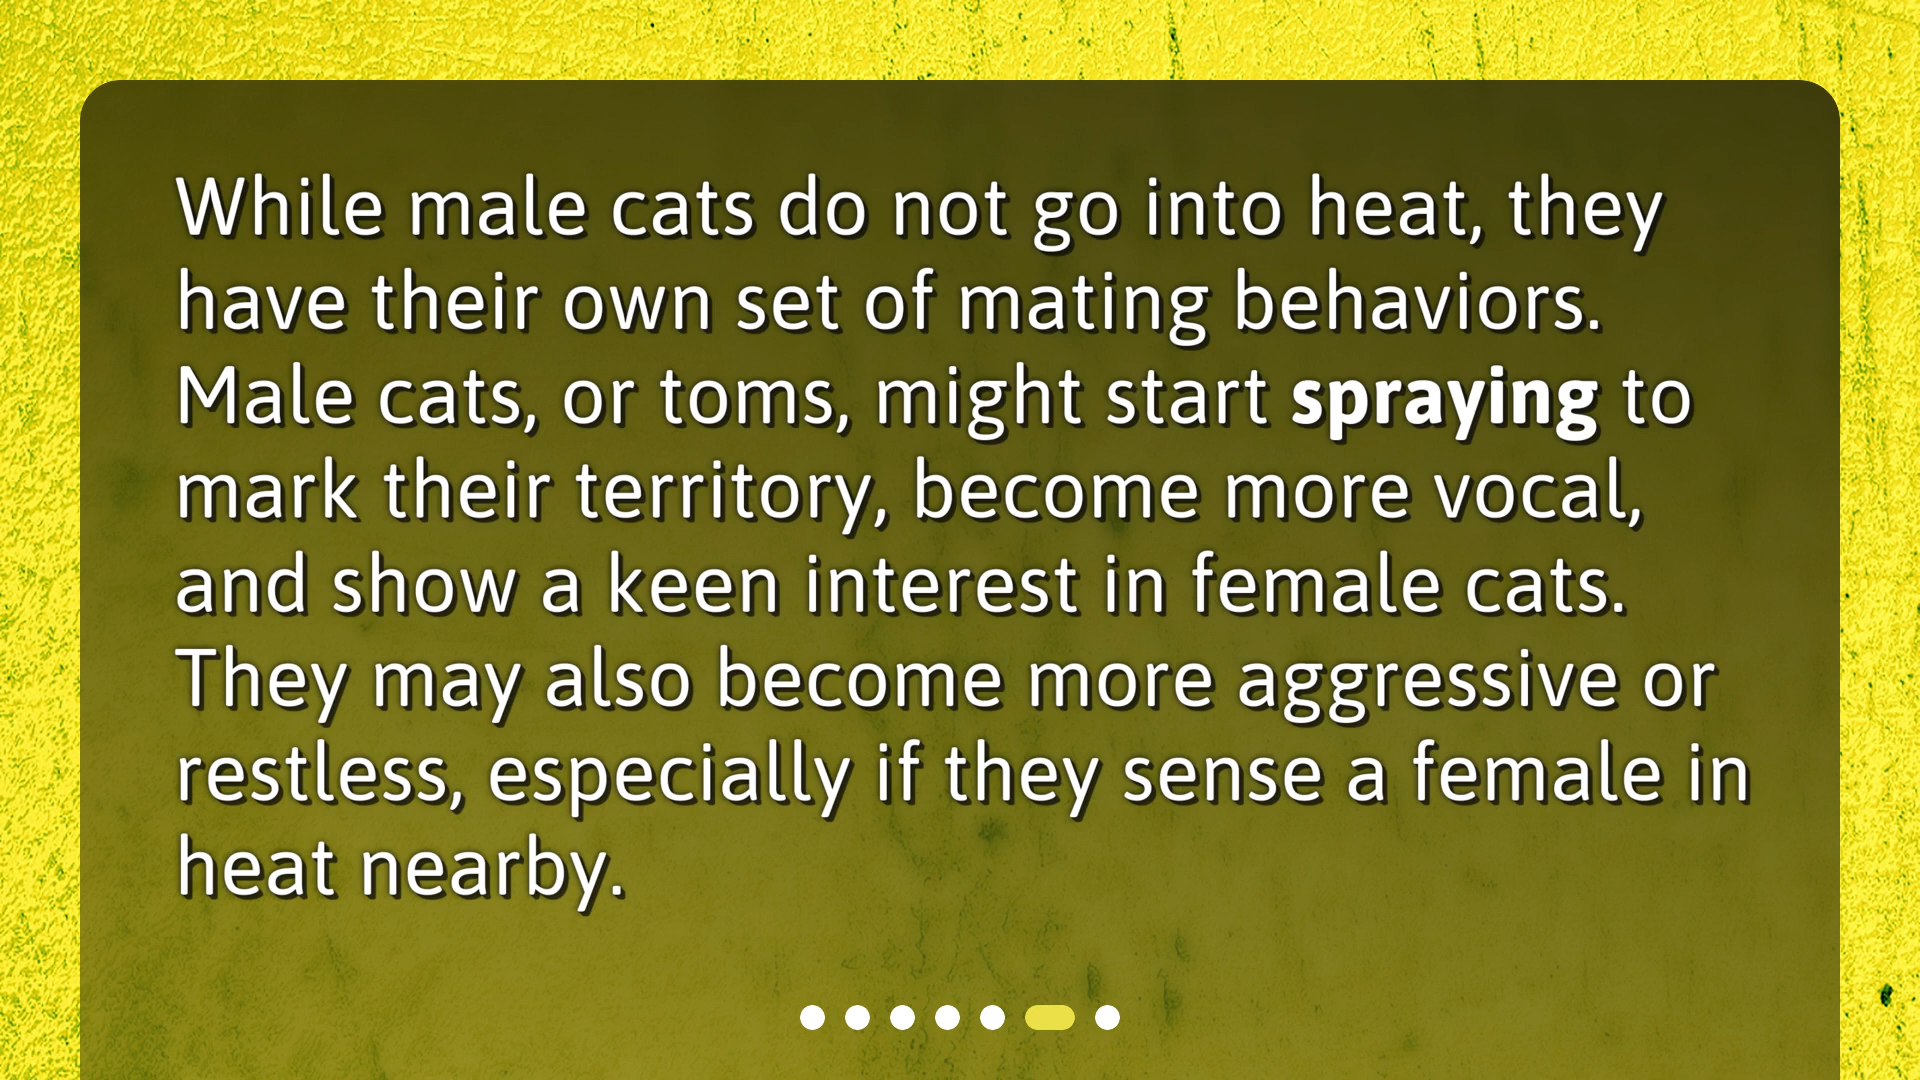 While male cats do not go into heat, they
have their own set of mating behaviors.
Male cats, or toms, might start spraying to
mark their territory, become more vocal,
and show a keen interest in female cats.
They may also become more aggressive or
restless, especially if they sense a female in
heat nearby.